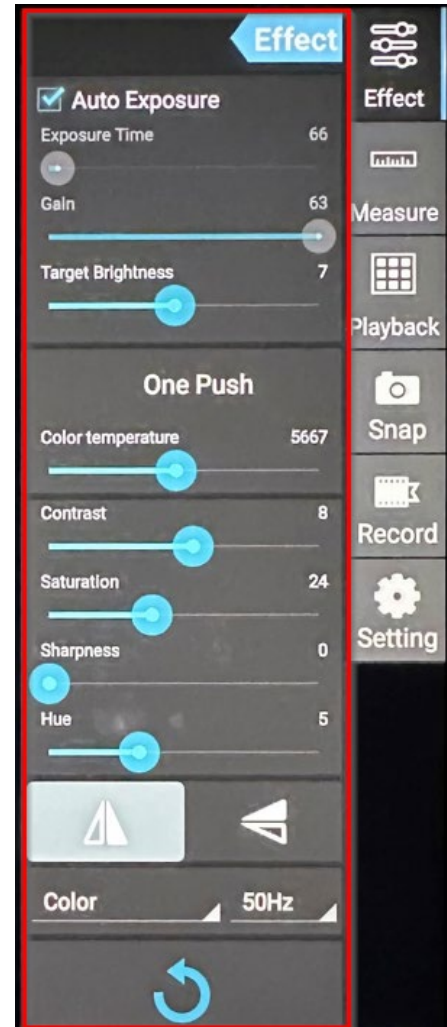 Effect
Auto Exposure
Exposure Time 66
Gain 63
Target Brightness 7
One Push
Color temperature 5667
Contrast 8
Saturation 24
Sharpness 0
Hue 5
Color 50Hz
Effect
Measure
Playback
Snap
Record
Setting